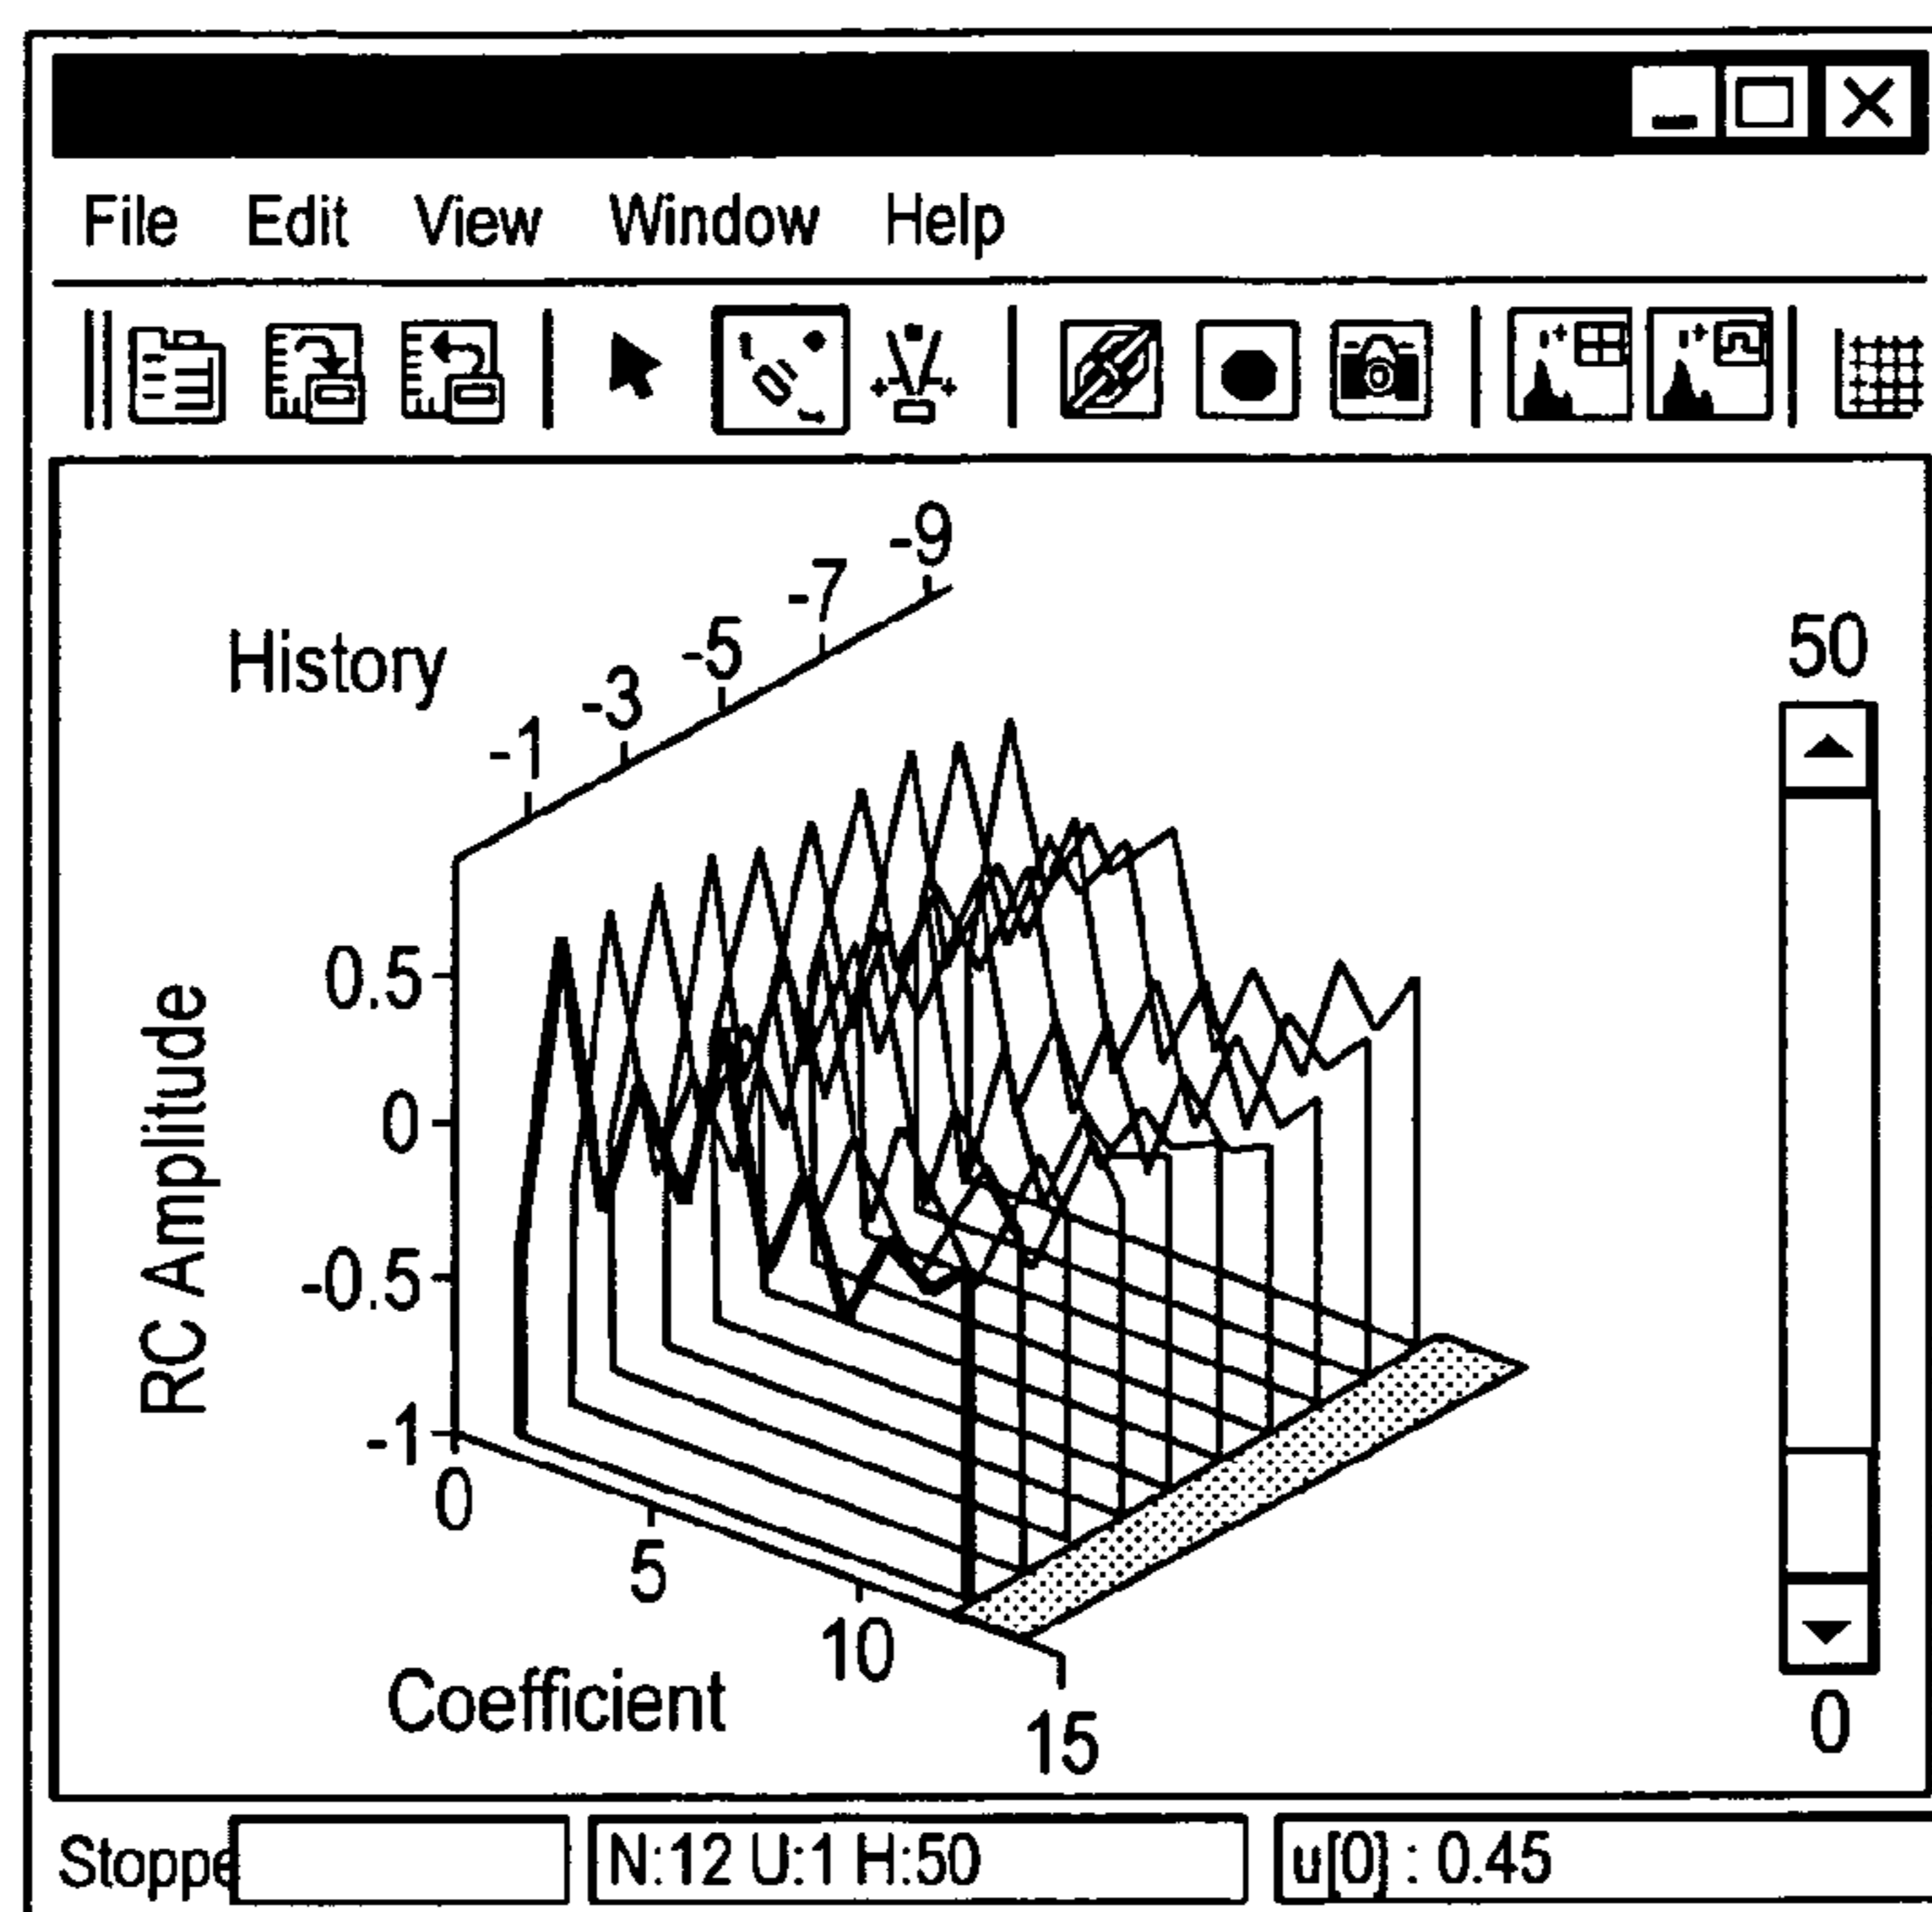 File Edit View Window Help
-9
-7
-5
-3
-1
History
50
0.5
0
-0.5
-1
RC Amplitude
0
5
10
15
Coefficient
0
Stoppe
N:12 U:1 H:50
u[0] : 0.45